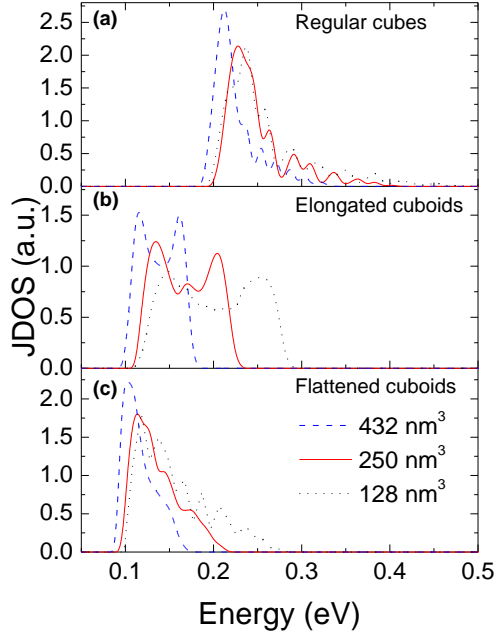 (a)
Regular cubes
2.5
2.0
1.5
1.0
0.5
0.0
(b)
Elongated cuboids
1.5
1.0
0.5
0.0
JDOS (a.u.)
(c)
Flattened cuboids
2.0
1.5
1.0
0.5
0.0
432 nm³
250 nm³
128 nm³
0.1 0.2 0.3 0.4 0.5
Energy (eV)